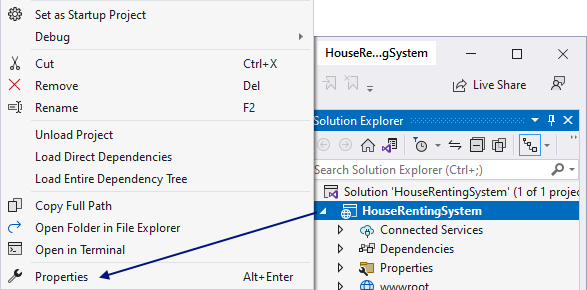 Set as Startup Project
Debug
Cut Ctrl+X
Remove Del
Rename F2
Unload Project
Load Direct Dependencies
Load Entire Dependency Tree
Copy Full Path
Open Folder in File Explorer
Open in Terminal
Properties Alt+Enter
HouseRe...gSystem
Live Share
Solution Explorer
Search Solution Explorer (Ctrl+;)
Solution 'HouseRentingSystem' (1 of 1 proje
HouseRentingSystem
Connected Services
Dependencies
Properties
wwwroot